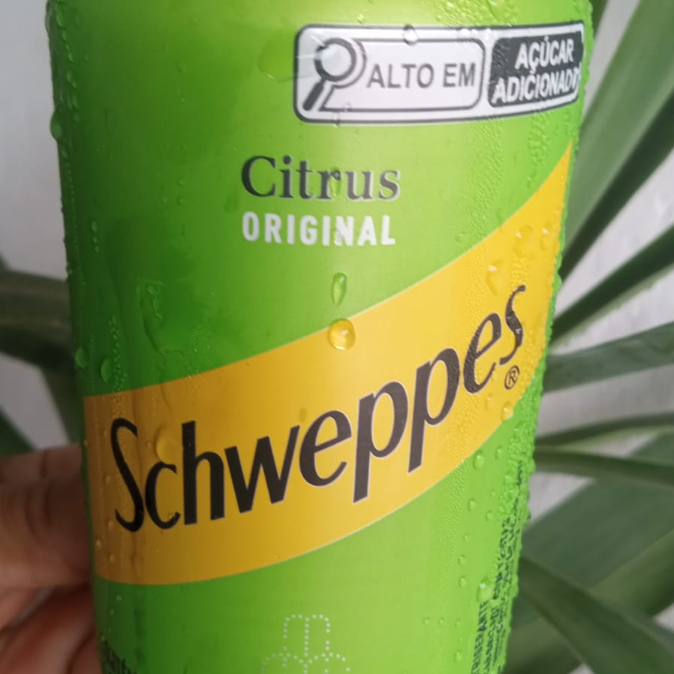 ALTO EM
AÇÚCAR
ADICIONADO
Citrus
ORIGINAL
Schweppes®